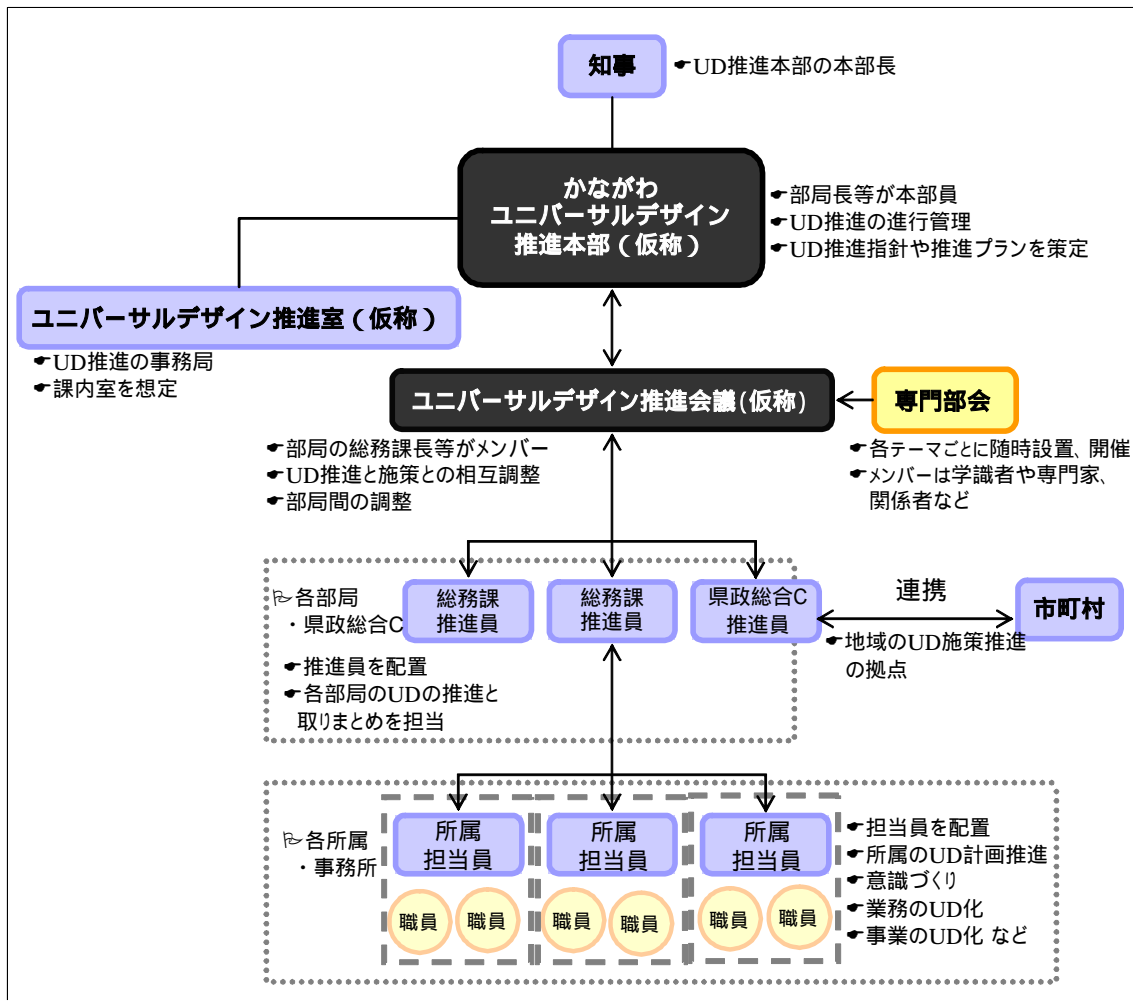 知事
☛UD推進本部の本部長
かながわ
ユニバーサルデザイン
推進本部（仮称）
☛部局長等が本部員
☛UD推進の進行管理
☛UD推進指針や推進プランを策定
ユニバーサルデザイン推進室（仮称）
☛UD推進の事務局
☛課内室を想定
ユニバーサルデザイン推進会議(仮称)
専門部会
☛部局の総務課長等がメンバー
☛UD推進と施策との相互調整
☛部局間の調整
☛各テーマごとに随時設置、開催
☛メンバーは学識者や専門家、
関係者など
各部局
・県政総合C
総務課
推進員
総務課
推進員
県政総合C
推進員
連携
市町村
☛地域のUD施策推進
の拠点
☛推進員を配置
☛各部局のUDの推進と
取りまとめを担当
各所属
・事務所
所属
担当員
所属
担当員
所属
担当員
職員
職員
職員
職員
職員
職員
☛担当員を配置
☛所属のUD計画推進
☛意識づくり
☛業務のUD化
☛事業のUD化 など